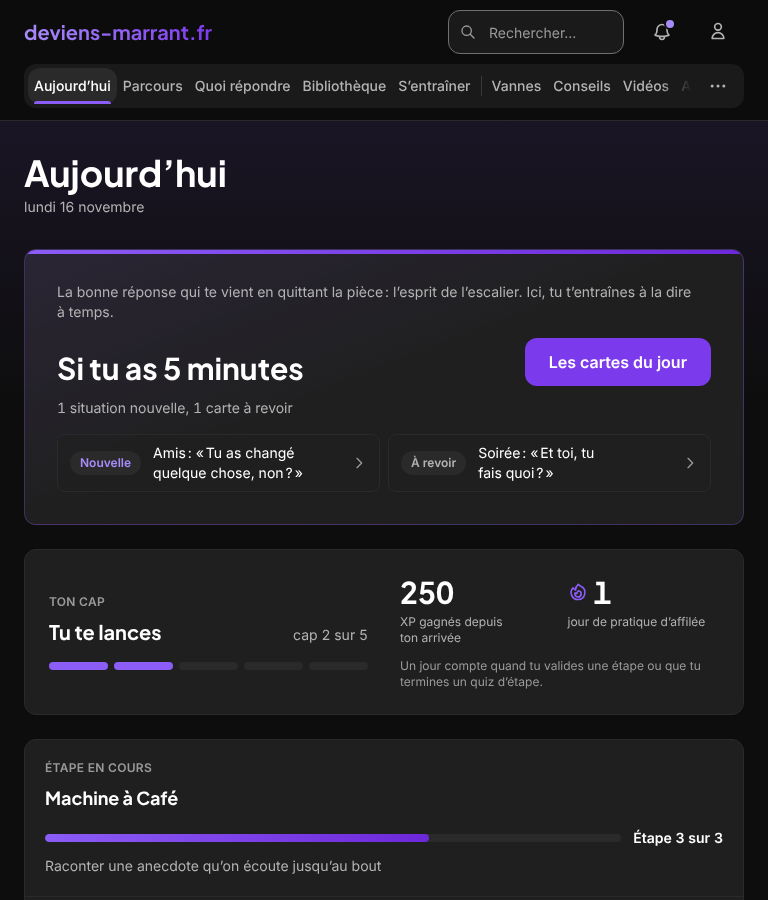 deviens-marrant.fr
Rechercher...
Aujourd’hui Parcours Quoi répondre Bibliothèque S’entraîner Vannes Conseils Vidéos A
Aujourd’hui
lundi 16 novembre
La bonne réponse qui te vient en quittant la pièce : l’esprit de l’escalier. Ici, tu t’entraînes à la dire
à temps.
Si tu as 5 minutes
Les cartes du jour
1 situation nouvelle, 1 carte à revoir
Nouvelle
Amis : « Tu as changé
quelque chose, non ? »
À revoir
Soirée : « Et toi, tu
fais quoi ? »
TON CAP
Tu te lances
cap 2 sur 5
250
XP gagnés depuis
ton arrivée
1
jour de pratique d’affilée
Un jour compte quand tu valides une étape ou que tu
termines un quiz d’étape.
ÉTAPE EN COURS
Machine à Café
Étape 3 sur 3
Raconter une anecdote qu’on écoute jusqu’au bout